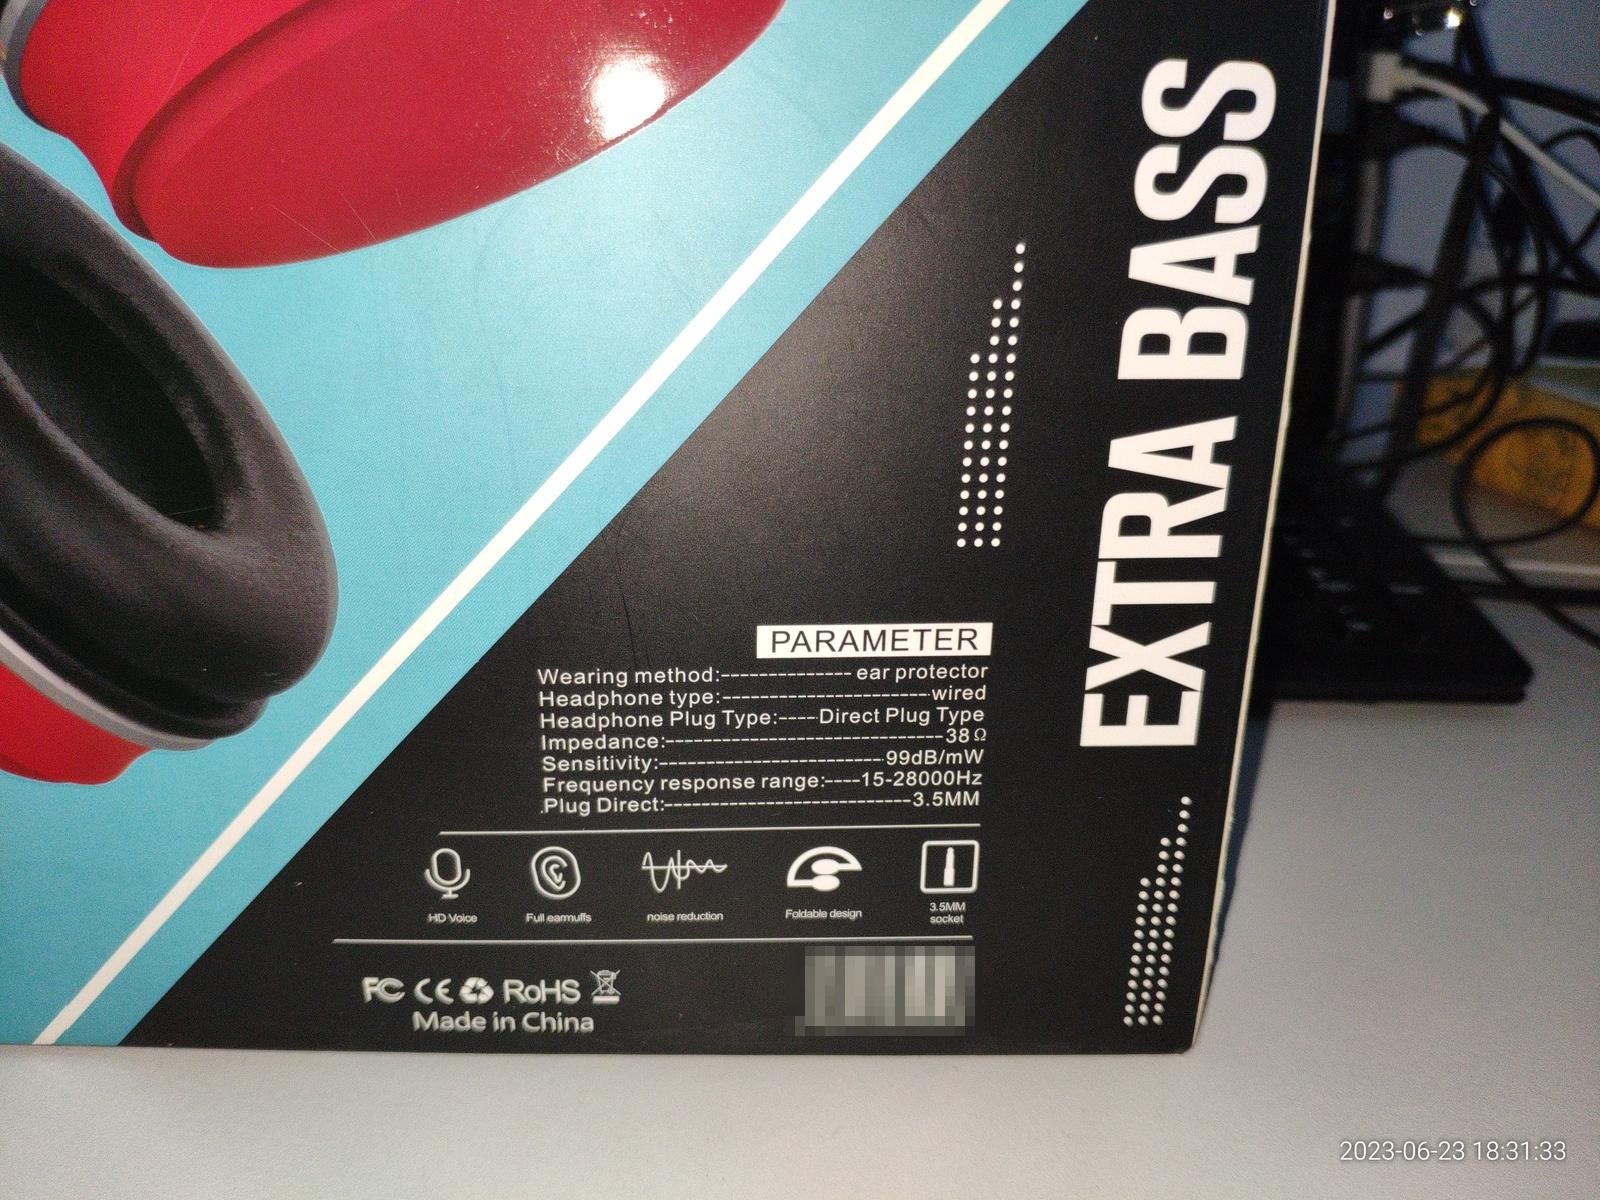 EXTRA BASS
PARAMETER
Wearing method:-------------- ear protector
Headphone type:----------------------wired
Headphone Plug Type:----Direct Plug Type
Impedance:------------------------------38Ω
Sensitivity:------------------------99dB/mW
Frequency response range:----15-28000Hz
.Plug Direct:---------------------------3.5MM
HD Voice
Full earmuffs
noise reduction
Foldable design
3.5MM
socket
FC CE RoHS
Made in China
2023-06-23 18:31:33